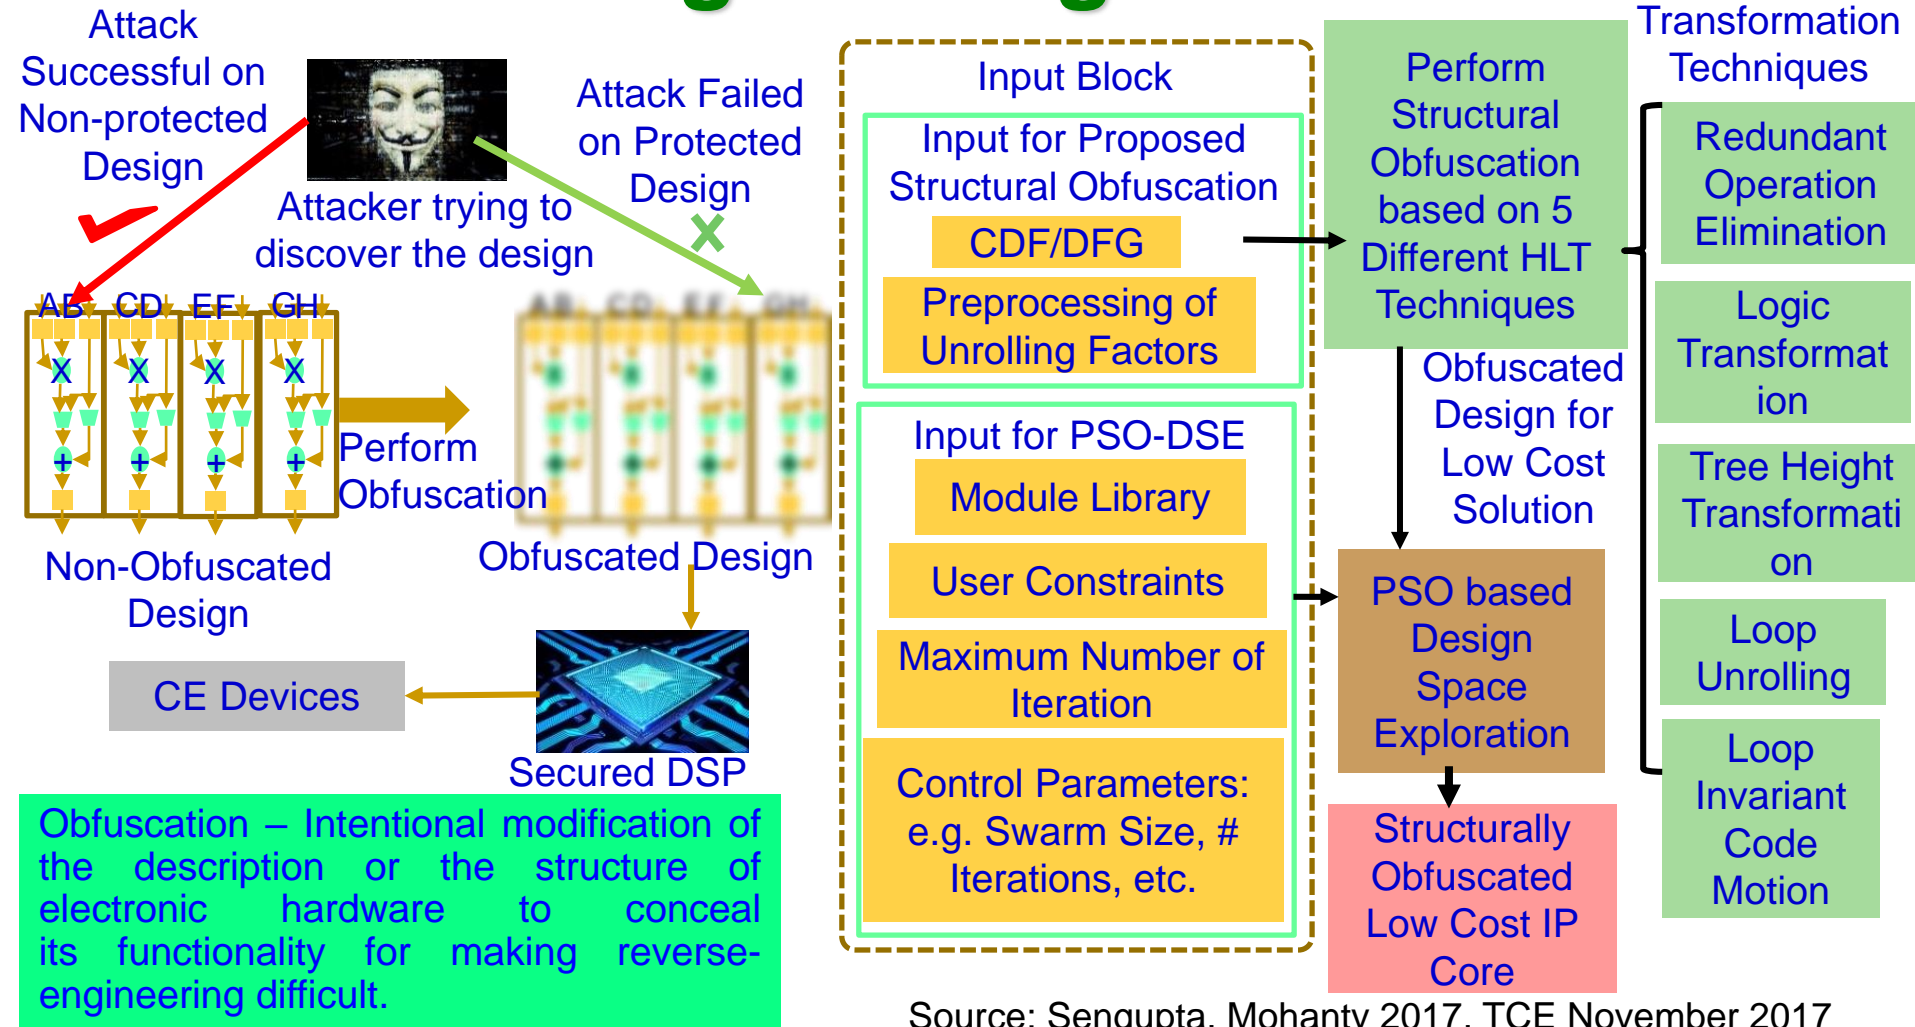 Attack
Successful on
Non-protected
Design
Attacker trying to
discover the design
Attack Failed
on Protected
Design
X
AB CD EF GH
X X X X
+ + + +
Perform
Obfuscation
Non-Obfuscated
Design
AB CD EF GH
Obfuscated Design
CE Devices
Secured DSP
Obfuscation – Intentional modification of
the description or the structure of
electronic hardware to conceal
its functionality for making reverse-
engineering difficult.
Input Block
Input for Proposed
Structural Obfuscation
CDF/DFG
Preprocessing of
Unrolling Factors
Input for PSO-DSE
Module Library
User Constraints
Maximum Number of
Iteration
Control Parameters:
e.g. Swarm Size, #
Iterations, etc.
Perform
Structural
Obfuscation
based on 5
Different HLT
Techniques
Obfuscated
Design for
Low Cost
Solution
PSO based
Design
Space
Exploration
Structurally
Obfuscated
Low Cost IP
Core
Transformation
Techniques
Redundant
Operation
Elimination
Logic
Transformat
ion
Tree Height
Transformati
on
Loop
Unrolling
Loop
Invariant
Code
Motion
Source: Sengupta, Mohanty 2017, TCE November 2017